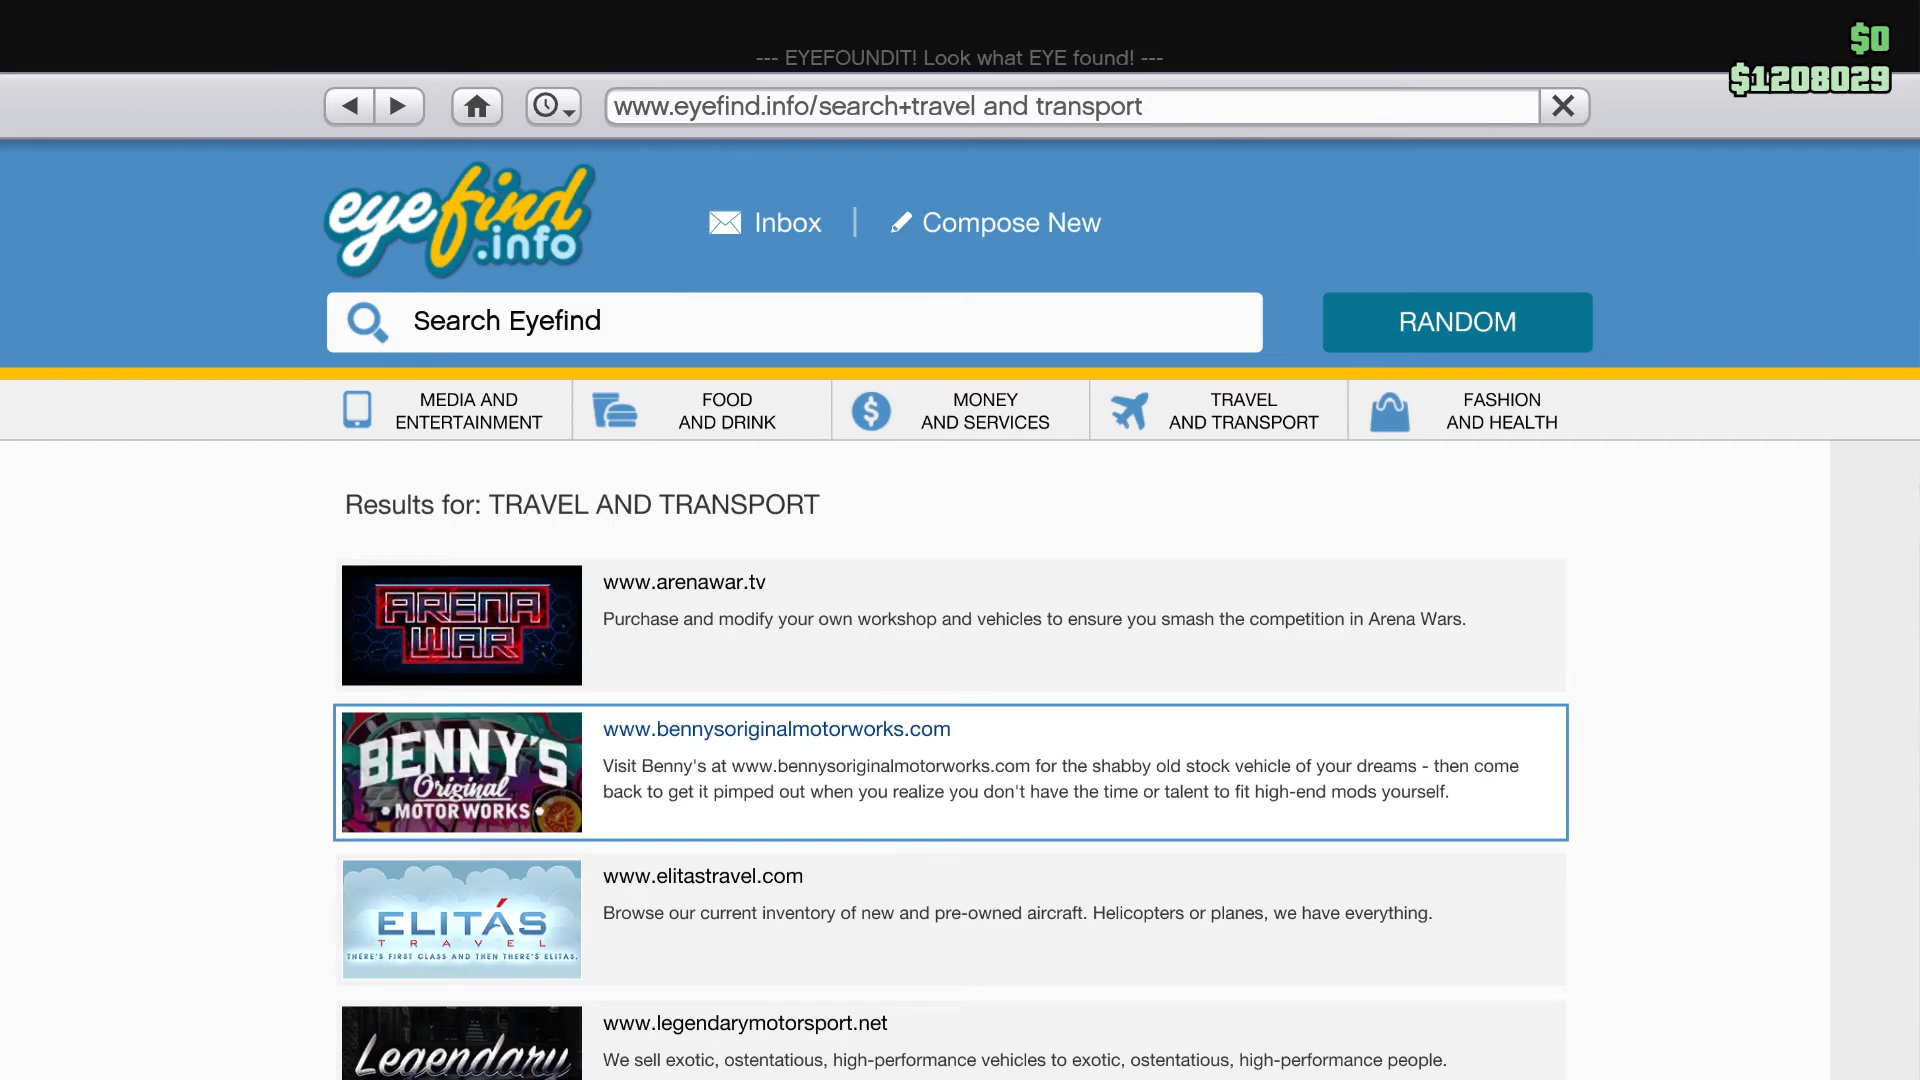 $0
--- EYEFOUNDIT! Look what EYE found! ---
$1208029
www.eyefind.info/search+travel and transport
eyefind
.info
Inbox
Compose New
Search Eyefind
RANDOM
MEDIA AND
ENTERTAINMENT
FOOD
AND DRINK
MONEY
AND SERVICES
TRAVEL
AND TRANSPORT
FASHION
AND HEALTH
Results for: TRAVEL AND TRANSPORT
ARENA
WAR
www.arenawar.tv
Purchase and modify your own workshop and vehicles to ensure you smash the competition in Arena Wars.
BENNY'S
Original
MOTOR WORKS
www.bennysoriginalmotorworks.com
Visit Benny's at www.bennysoriginalmotorworks.com for the shabby old stock vehicle of your dreams - then come
back to get it pimped out when you realize you don't have the time or talent to fit high-end mods yourself.
ELITÁS
TRAVEL
THERE'S FIRST CLASS AND THEN THERE'S ELITAS.
www.elitastravel.com
Browse our current inventory of new and pre-owned aircraft. Helicopters or planes, we have everything.
Legendary
www.legendarymotorsport.net
We sell exotic, ostentatious, high-performance vehicles to exotic, ostentatious, high-performance people.